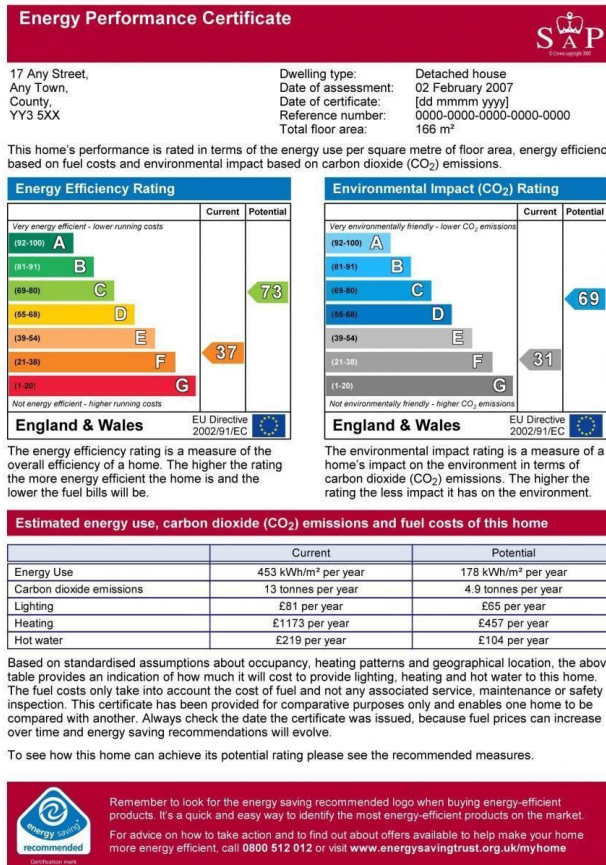 Energy Performance Certificate
SAP
© Crown copyright 2005
17 Any Street,
Any Town,
County,
YY3 5XX
Dwelling type: Detached house
Date of assessment: 02 February 2007
Date of certificate: [dd mmmm yyyy]
Reference number: 0000-0000-0000-0000-0000
Total floor area: 166 m²
This home's performance is rated in terms of the energy use per square metre of floor area, energy efficienc
based on fuel costs and environmental impact based on carbon dioxide (CO₂) emissions.
Energy Efficiency Rating
Current Potential
Very energy efficient - lower running costs
(92-100) A
(81-91) B
(69-80) C
73
(55-68) D
(39-54) E
37
(21-38) F
(1-20) G
Not energy efficient - higher running costs
England & Wales
EU Directive
2002/91/EC
The energy efficiency rating is a measure of the
overall efficiency of a home. The higher the rating
the more energy efficient the home is and the
lower the fuel bills will be.
Environmental Impact (CO₂) Rating
Current Potential
Very environmentally friendly - lower CO₂ emissions
(92-100) A
(81-91) B
(69-80) C
69
(55-68) D
(39-54) E
(21-38) F
31
(1-20) G
Not environmentally friendly - higher CO₂ emissions
England & Wales
EU Directive
2002/91/EC
The environmental impact rating is a measure of a
home's impact on the environment in terms of
carbon dioxide (CO₂) emissions. The higher the
rating the less impact it has on the environment.
Estimated energy use, carbon dioxide (CO₂) emissions and fuel costs of this home
Current Potential
Energy Use 453 kWh/m² per year 178 kWh/m² per year
Carbon dioxide emissions 13 tonnes per year 4.9 tonnes per year
Lighting £81 per year £65 per year
Heating £1173 per year £457 per year
Hot water £219 per year £104 per year
Based on standardised assumptions about occupancy, heating patterns and geographical location, the abov
table provides an indication of how much it will cost to provide lighting, heating and hot water to this home.
The fuel costs only take into account the cost of fuel and not any associated service, maintenance or safety
inspection. This certificate has been provided for comparative purposes only and enables one home to be
compared with another. Always check the date the certificate was issued, because fuel prices can increase
over time and energy saving recommendations will evolve.
To see how this home can achieve its potential rating please see the recommended measures.
energy saving
recommended
Certification mark
Remember to look for the energy saving recommended logo when buying energy-efficient
products. It's a quick and easy way to identify the most energy-efficient products on the market.
For advice on how to take action and to find out about offers available to help make your home
more energy efficient, call 0800 512 012 or visit www.energysavingtrust.org.uk/myhome